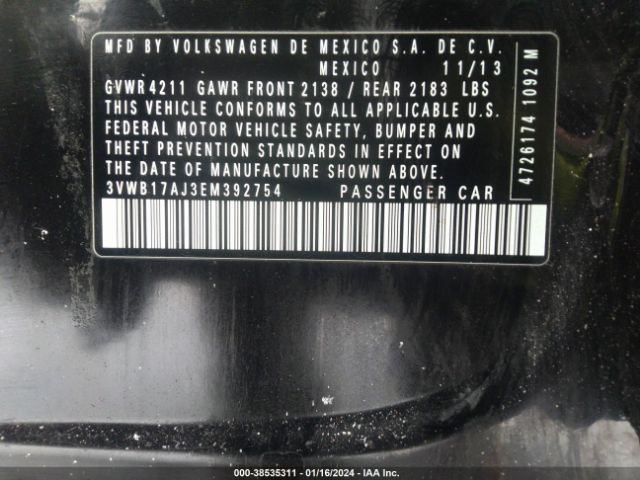 MFD BY VOLKSWAGEN DE MEXICO S.A. DE C.V.
MEXICO 11/13
GVWR 4211 GAWR FRONT 2138 / REAR 2183 LBS
THIS VEHICLE CONFORMS TO ALL APPLICABLE U.S.
FEDERAL MOTOR VEHICLE SAFETY, BUMPER AND
THEFT PREVENTION STANDARDS IN EFFECT ON
THE DATE OF MANUFACTURE SHOWN ABOVE.
3VWB17AJ3EM392754 PASSENGER CAR
4726174 1092 M
000-38535311 - 01/16/2024 - IAA Inc.